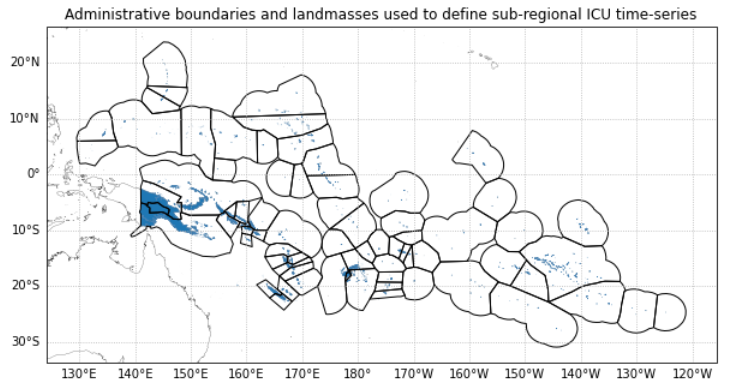 Administrative boundaries and landmasses used to define sub-regional ICU time-series
20°N
10°N
0°
10°S
20°S
30°S
130°E 140°E 150°E 160°E 170°E 180° 170°W 160°W 150°W 140°W 130°W 120°W